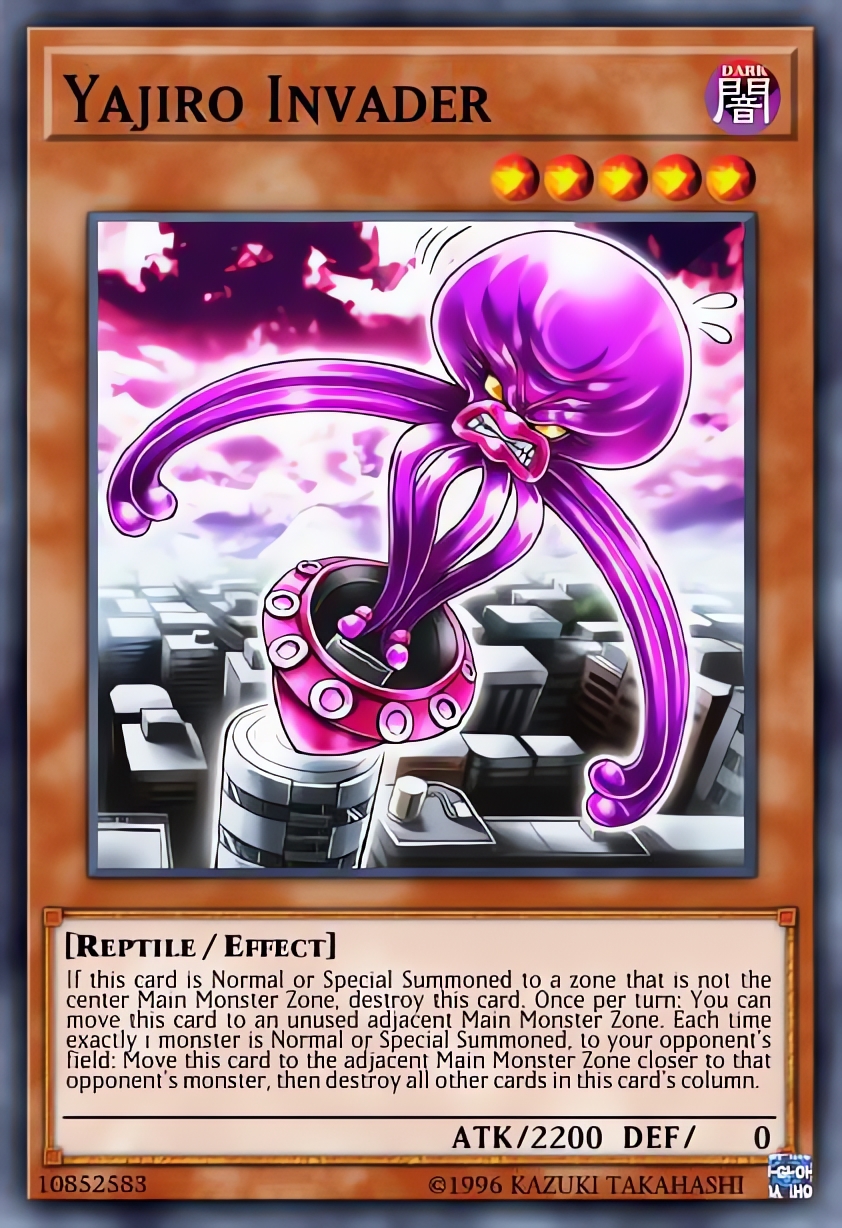 Yajiro Invader
DARK
闇
[Reptile / Effect]
If this card is Normal or Special Summoned to a zone that is not the
center Main Monster Zone, destroy this card. Once per turn: You can
move this card to an unused adjacent Main Monster Zone. Each time
exactly 1 monster is Normal or Special Summoned, to your opponent's
field: Move this card to the adjacent Main Monster Zone closer to that
opponent's monster, then destroy all other cards in this card's column.
ATK/2200 DEF/ 0
10852583 ©1996 KAZUKI TAKAHASHI